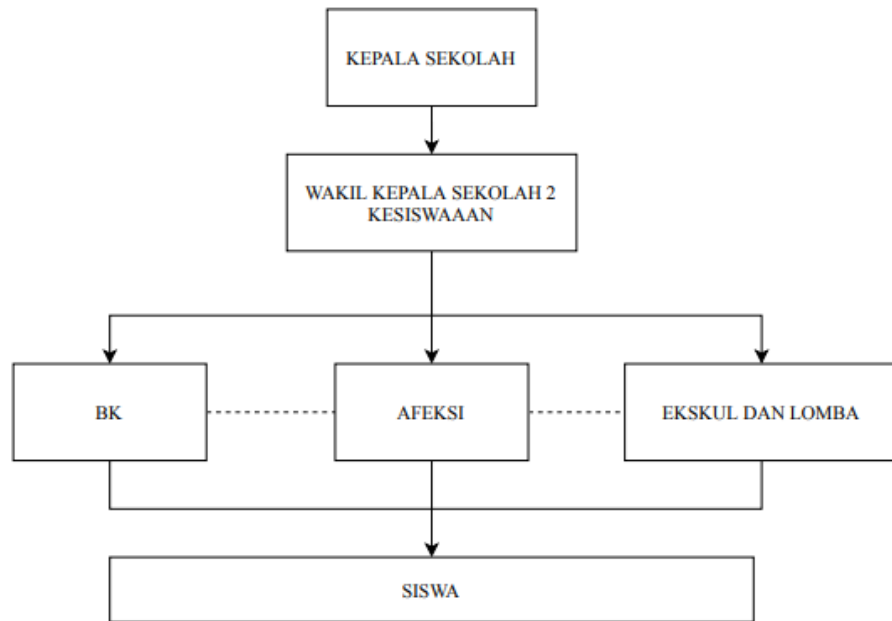 KEPALA SEKOLAH
WAKIL KEPALA SEKOLAH 2
KESISWAAAN
BK
AFEKSI
EKSKUL DAN LOMBA
SISWA